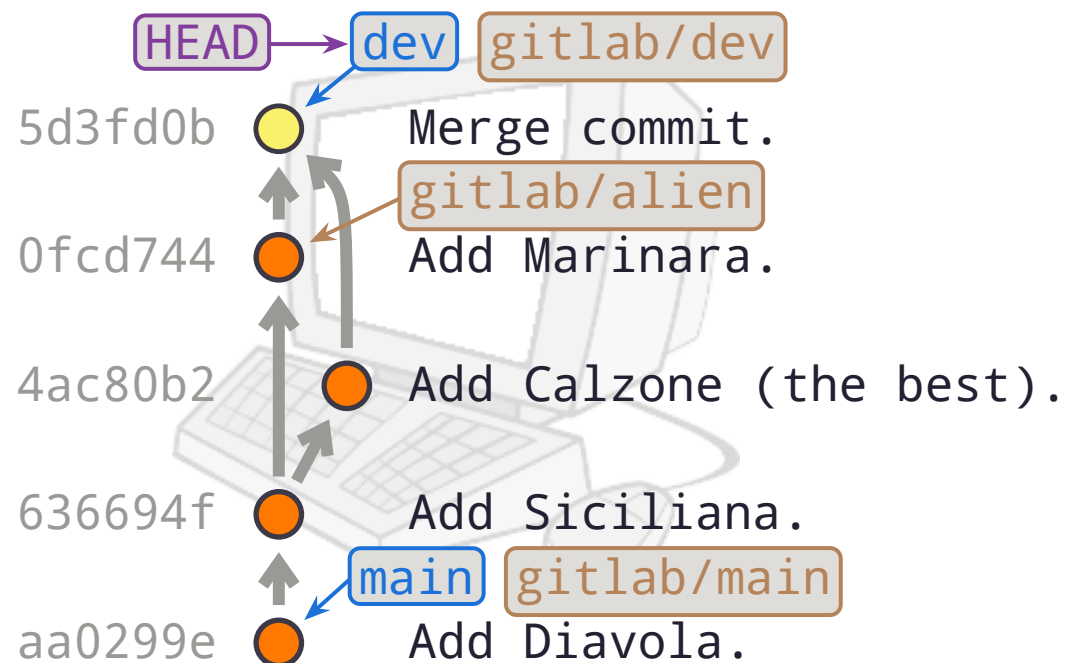 HEAD dev gitlab/dev
5d3fd0b Merge commit.
gitlab/alien
0fcd744 Add Marinara.
4ac80b2 Add Calzone (the best).
636694f Add Siciliana.
main gitlab/main
aa0299e Add Diavola.